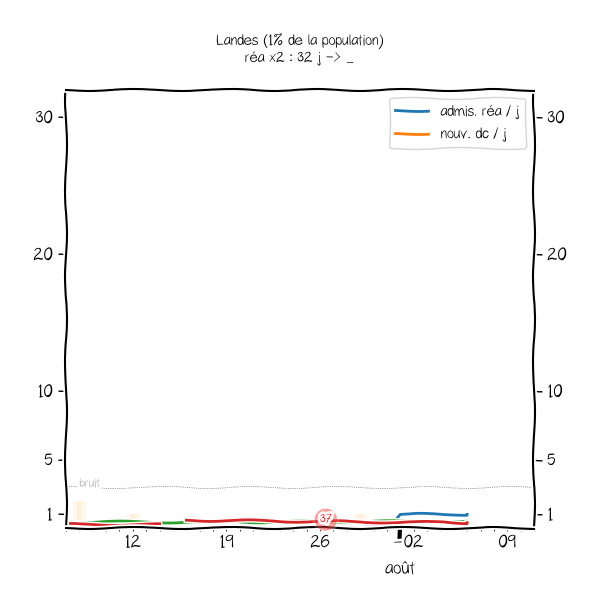 Landes (1% de la population)
réa x2 : 32 j -> _
admis. réa / j
nouv. dc / j
30
30
20
20
10
10
5
5
bruit
1
1
37
12
19
26
02
09
août